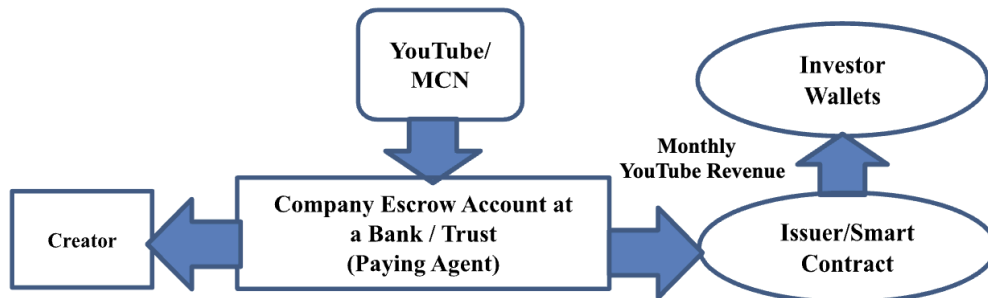 YouTube/
MCN
Investor
Wallets
Monthly
YouTube Revenue
Creator
Company Escrow Account at
a Bank / Trust
(Paying Agent)
Issuer/Smart
Contract